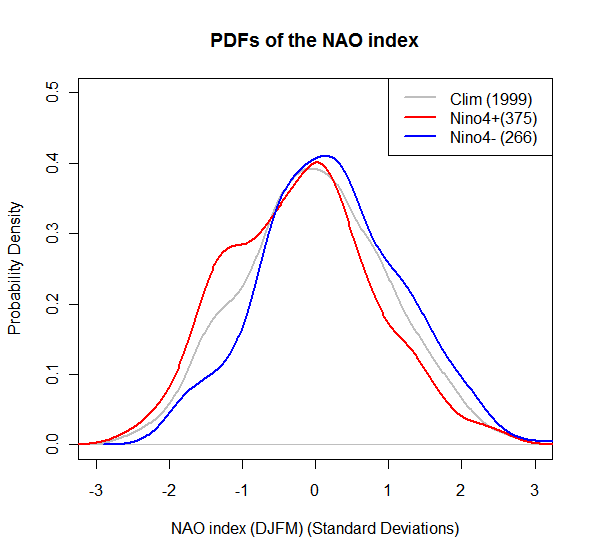 PDFs of the NAO index
Clim (1999)
Nino4+(375)
Nino4- (266)
Probability Density
0.5
0.4
0.3
0.2
0.1
0.0
-3 -2 -1 0 1 2 3
NAO index (DJFM) (Standard Deviations)